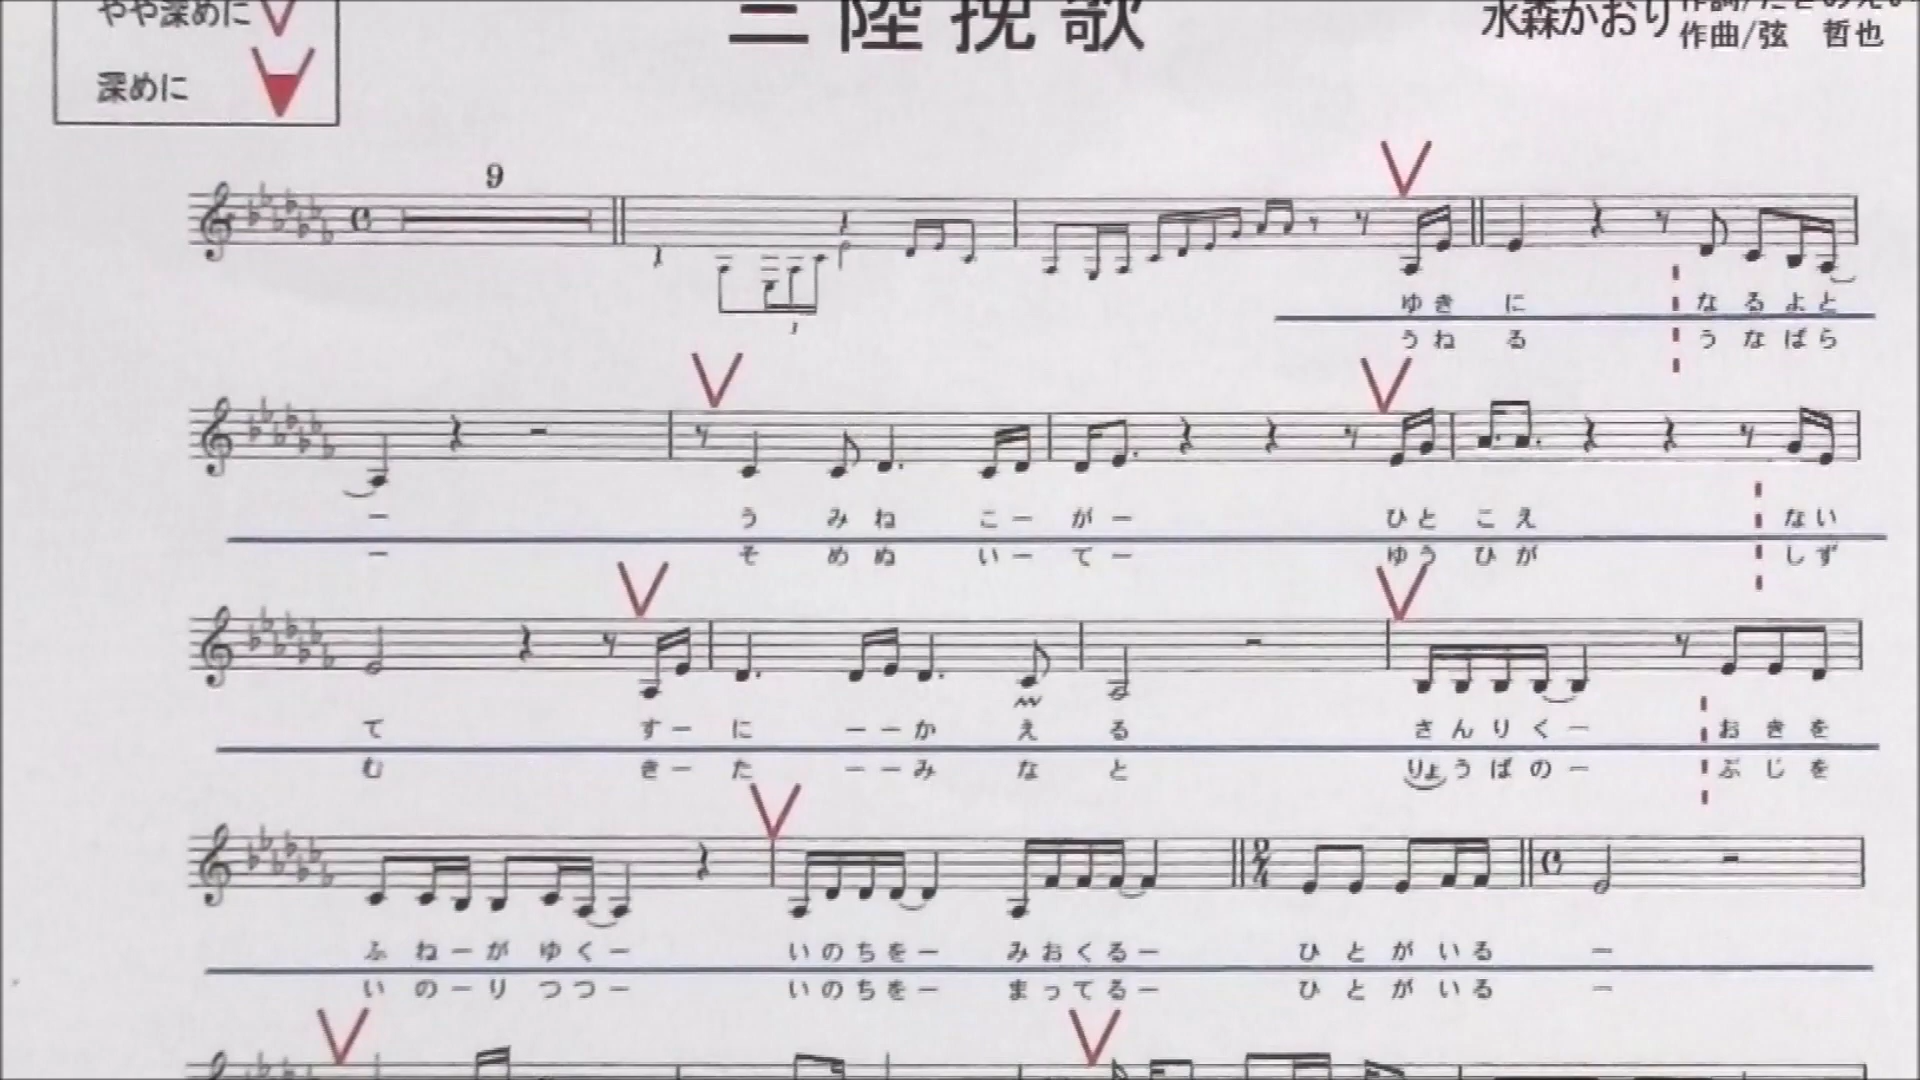 やや深めに
深めに
三陸挽歌
水森かおり
作曲/弦 哲也
9
3
ゆき に なるよと
うね る うなばら
ー う みね こー がー ひと こえ ない
ー そ めぬ いー てー ゆう ひが しず
て すー に ーーか え る さんりくー おきを
む きー た ーーみ な と りょうばのー ぶじを
ふ ねーが ゆくー いのちをー みおくるー ひとがいる ー
い のーり つつー いのちをー まってるー ひとがいる ー